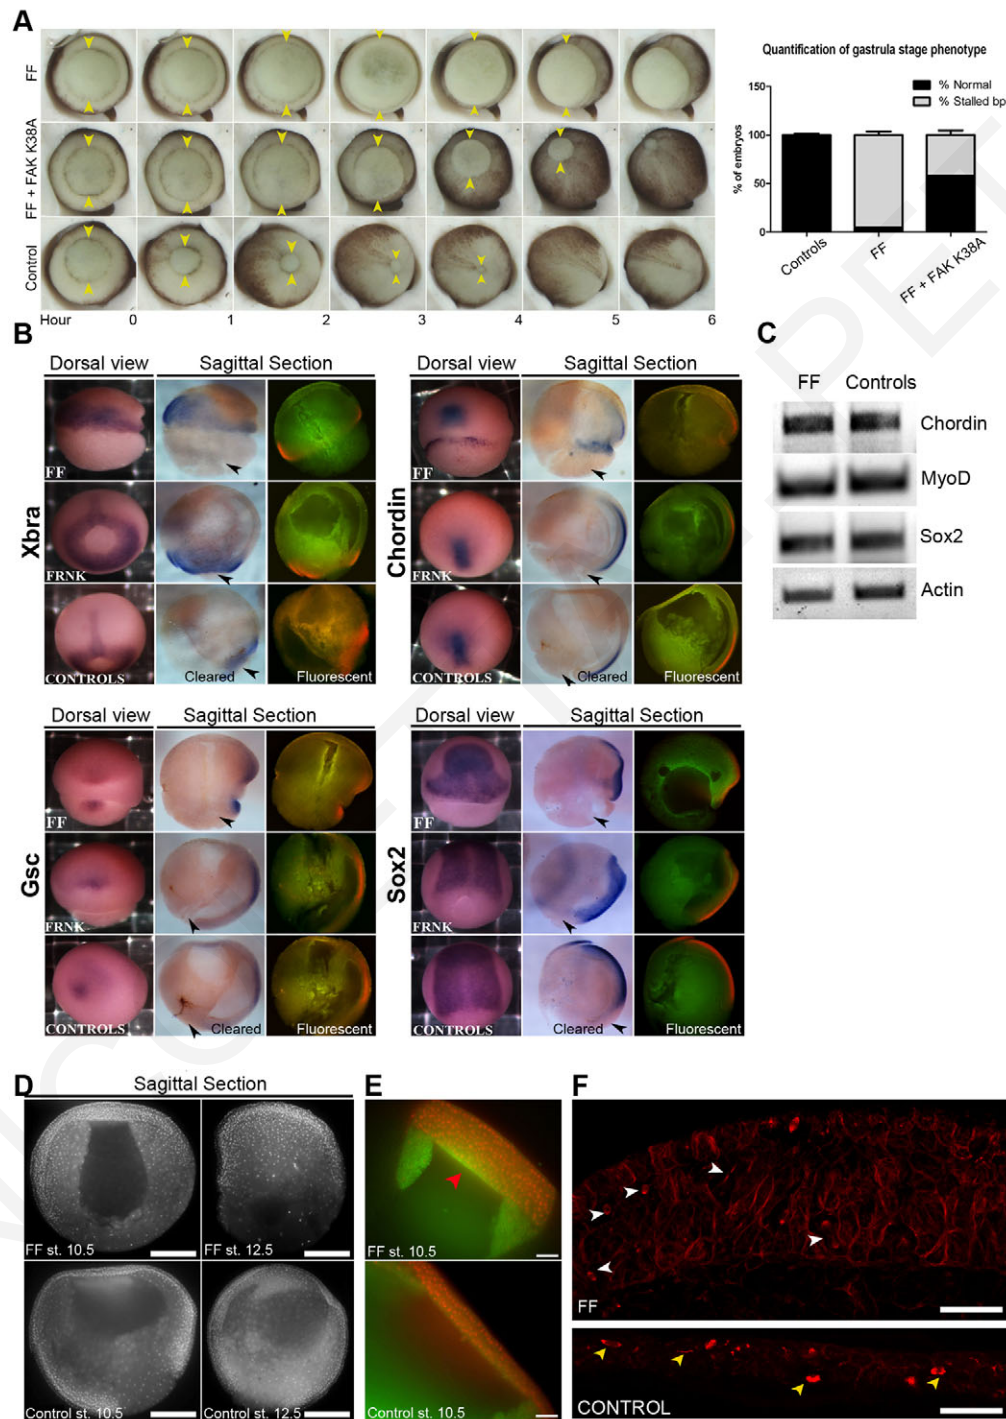 A
FF
FF + FAK K38A
Control
Hour 0 1 2 3 4 5 6
Quantification of gastrula stage phenotype
% Normal
% Stalled bp
% of embryos
150
100
50
0
Controls
FF
FF + FAK K38A
B
Dorsal view Sagittal Section
Xbra
FF
FRNK
CONTROLS Cleared Fluorescent
Dorsal view Sagittal Section
Chordin
FF
FRNK
CONTROLS Cleared Fluorescent
C
FF Controls
Chordin
MyoD
Sox2
Actin
Dorsal view Sagittal Section
Gsc
FF
FRNK
CONTROLS Cleared Fluorescent
Dorsal view Sagittal Section
Sox2
FF
FRNK
CONTROLS Cleared Fluorescent
D
Sagittal Section
FF st. 10.5 FF st. 12.5
Control st. 10.5 Control st. 12.5
E
FF st. 10.5
Control st. 10.5
F
FF
CONTROL